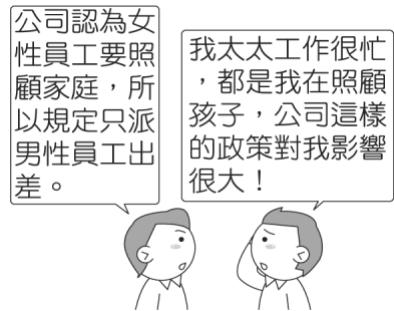 公司認為女
性員工要照
顧家庭，所
以規定只派
男性員工出
差。
我太太工作很忙
，都是我在照顧
孩子，公司這樣
的政策對我影響
很大！